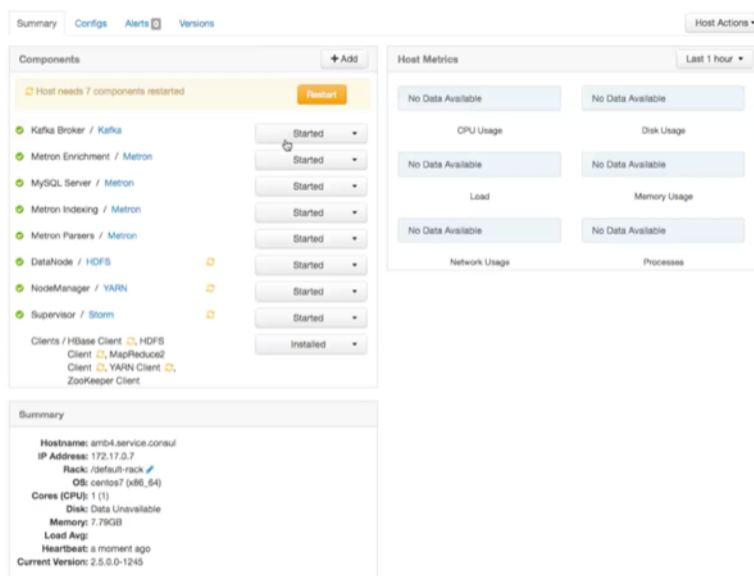 Summary Configs Alerts 0 Versions Host Actions
Components + Add
Host needs 7 components restarted Restart
Kafka Broker / Kafka Started
Metron Enrichment / Metron Started
MySQL Server / Metron Started
Metron Indexing / Metron Started
Metron Parsers / Metron Started
DataNode / HDFS Started
NodeManager / YARN Started
Supervisor / Storm Started
Clients / HBase Client , HDFS Installed
Client , MapReduce2
Client , YARN Client ,
ZooKeeper Client
Host Metrics Last 1 hour
No Data Available No Data Available
CPU Usage Disk Usage
No Data Available No Data Available
Load Memory Usage
No Data Available No Data Available
Network Usage Processes
Summary
Hostname: amb4.service.consul
IP Address: 172.17.0.7
Rack: /default-rack
OS: centos7 (x86_64)
Cores (CPU): 1 (1)
Disk: Data Unavailable
Memory: 7.79GB
Load Avg:
Heartbeat: a moment ago
Current Version: 2.5.0.0-1245